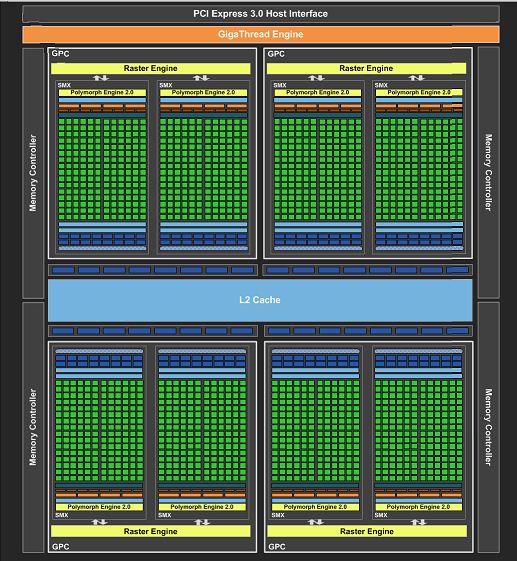 PCI Express 3.0 Host Interface
GigaThread Engine
GPC
GPC
Raster Engine
Raster Engine
SMX
SMX
SMX
SMX
Polymorph Engine 2.0
Polymorph Engine 2.0
Polymorph Engine 2.0
Polymorph Engine 2.0
Memory Controller
Memory Controller
L2 Cache
Memory Controller
Memory Controller
Polymorph Engine 2.0
Polymorph Engine 2.0
Polymorph Engine 2.0
Polymorph Engine 2.0
SMX
SMX
SMX
SMX
Raster Engine
Raster Engine
GPC
GPC